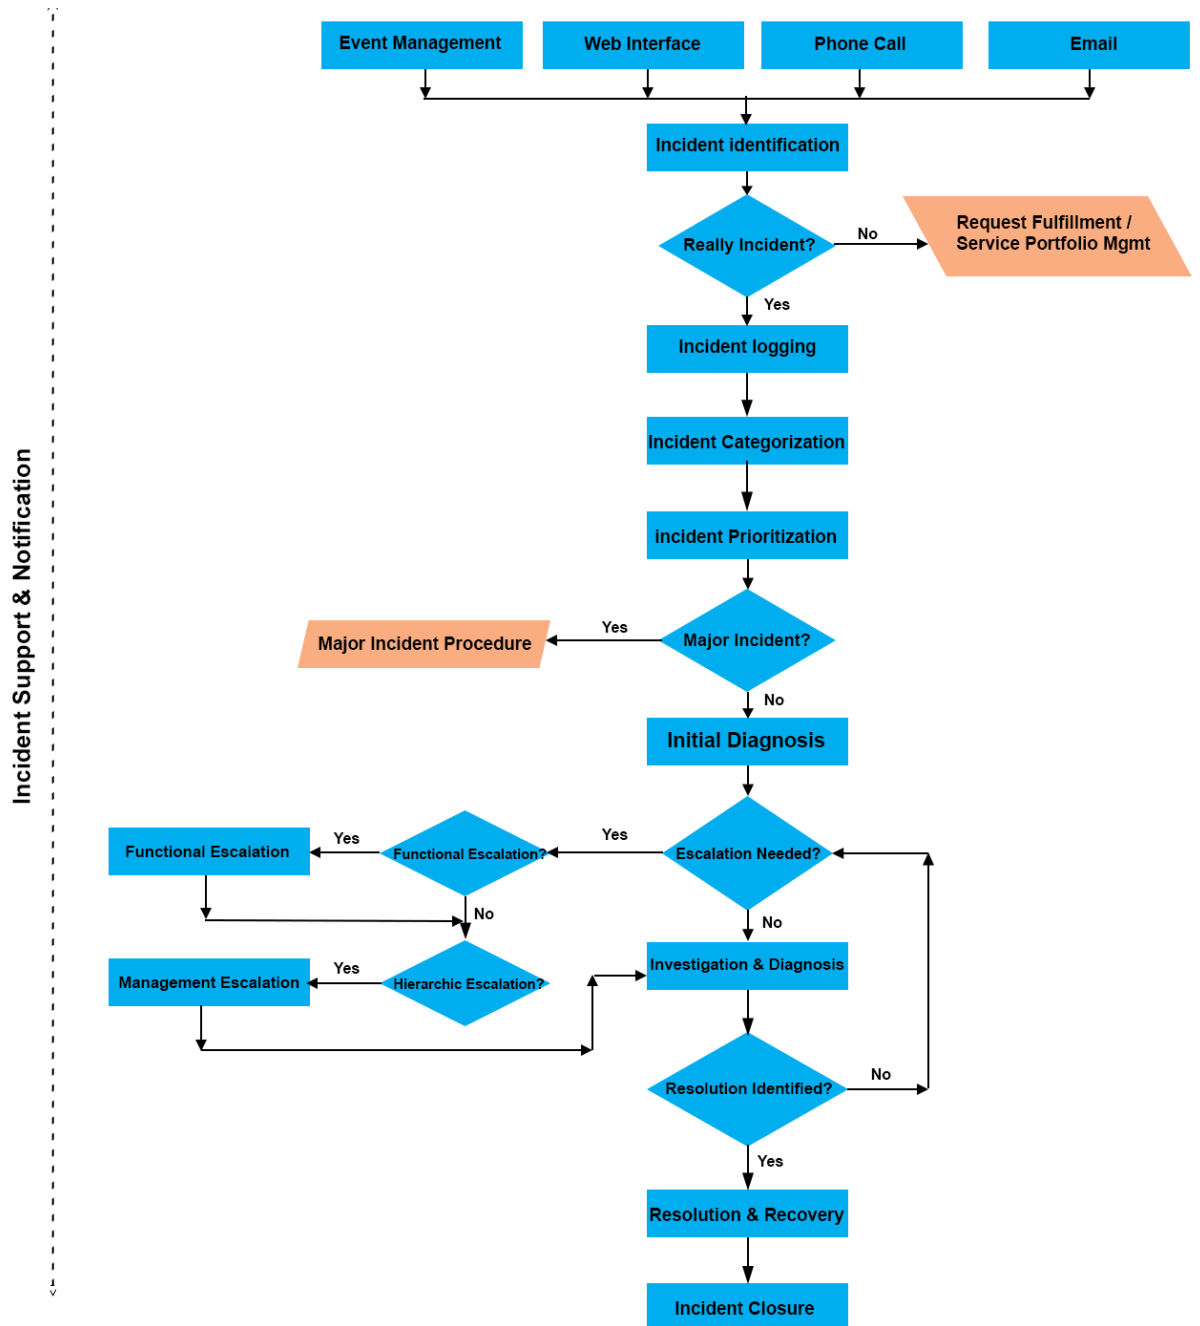 Event Management
Web Interface
Phone Call
Email
Incident identification
Really Incident?
No
Request Fulfillment /
Service Portfolio Mgmt
Yes
Incident logging
Incident Categorization
incident Prioritization
Major Incident?
Yes
Major Incident Procedure
No
Initial Diagnosis
Escalation Needed?
Yes
Functional Escalation?
Yes
Functional Escalation
No
No
Hierarchic Escalation?
Yes
Management Escalation
Investigation & Diagnosis
Resolution Identified?
No
Yes
Resolution & Recovery
Incident Closure
Incident Support & Notification